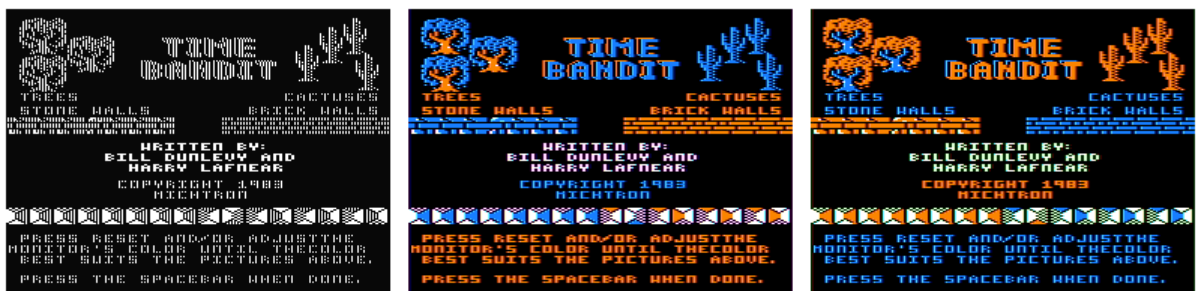 TIME
BANDIT
TREES CACTUSES
STONE WALLS BRICK WALLS
WRITTEN BY:
BILL DUNLEVY AND
HARRY LAFNEAR
COPYRIGHT 1983
MICHTRON
PRESS RESET AND/OR ADJUSTTHE
MONITOR'S COLOR UNTIL THECOLOR
BEST SUITS THE PICTURES ABOVE.
PRESS THE SPACEBAR WHEN DONE.
TIME
BANDIT
TREES CACTUSES
STONE WALLS BRICK WALLS
WRITTEN BY:
BILL DUNLEVY AND
HARRY LAFNEAR
COPYRIGHT 1983
MICHTRON
PRESS RESET AND/OR ADJUSTTHE
MONITOR'S COLOR UNTIL THECOLOR
BEST SUITS THE PICTURES ABOVE.
PRESS THE SPACEBAR WHEN DONE.
TIME
BANDIT
TREES CACTUSES
STONE WALLS BRICK WALLS
WRITTEN BY:
BILL DUNLEVY AND
HARRY LAFNEAR
COPYRIGHT 1983
MICHTRON
PRESS RESET AND/OR ADJUSTTHE
MONITOR'S COLOR UNTIL THECOLOR
BEST SUITS THE PICTURES ABOVE.
PRESS THE SPACEBAR WHEN DONE.